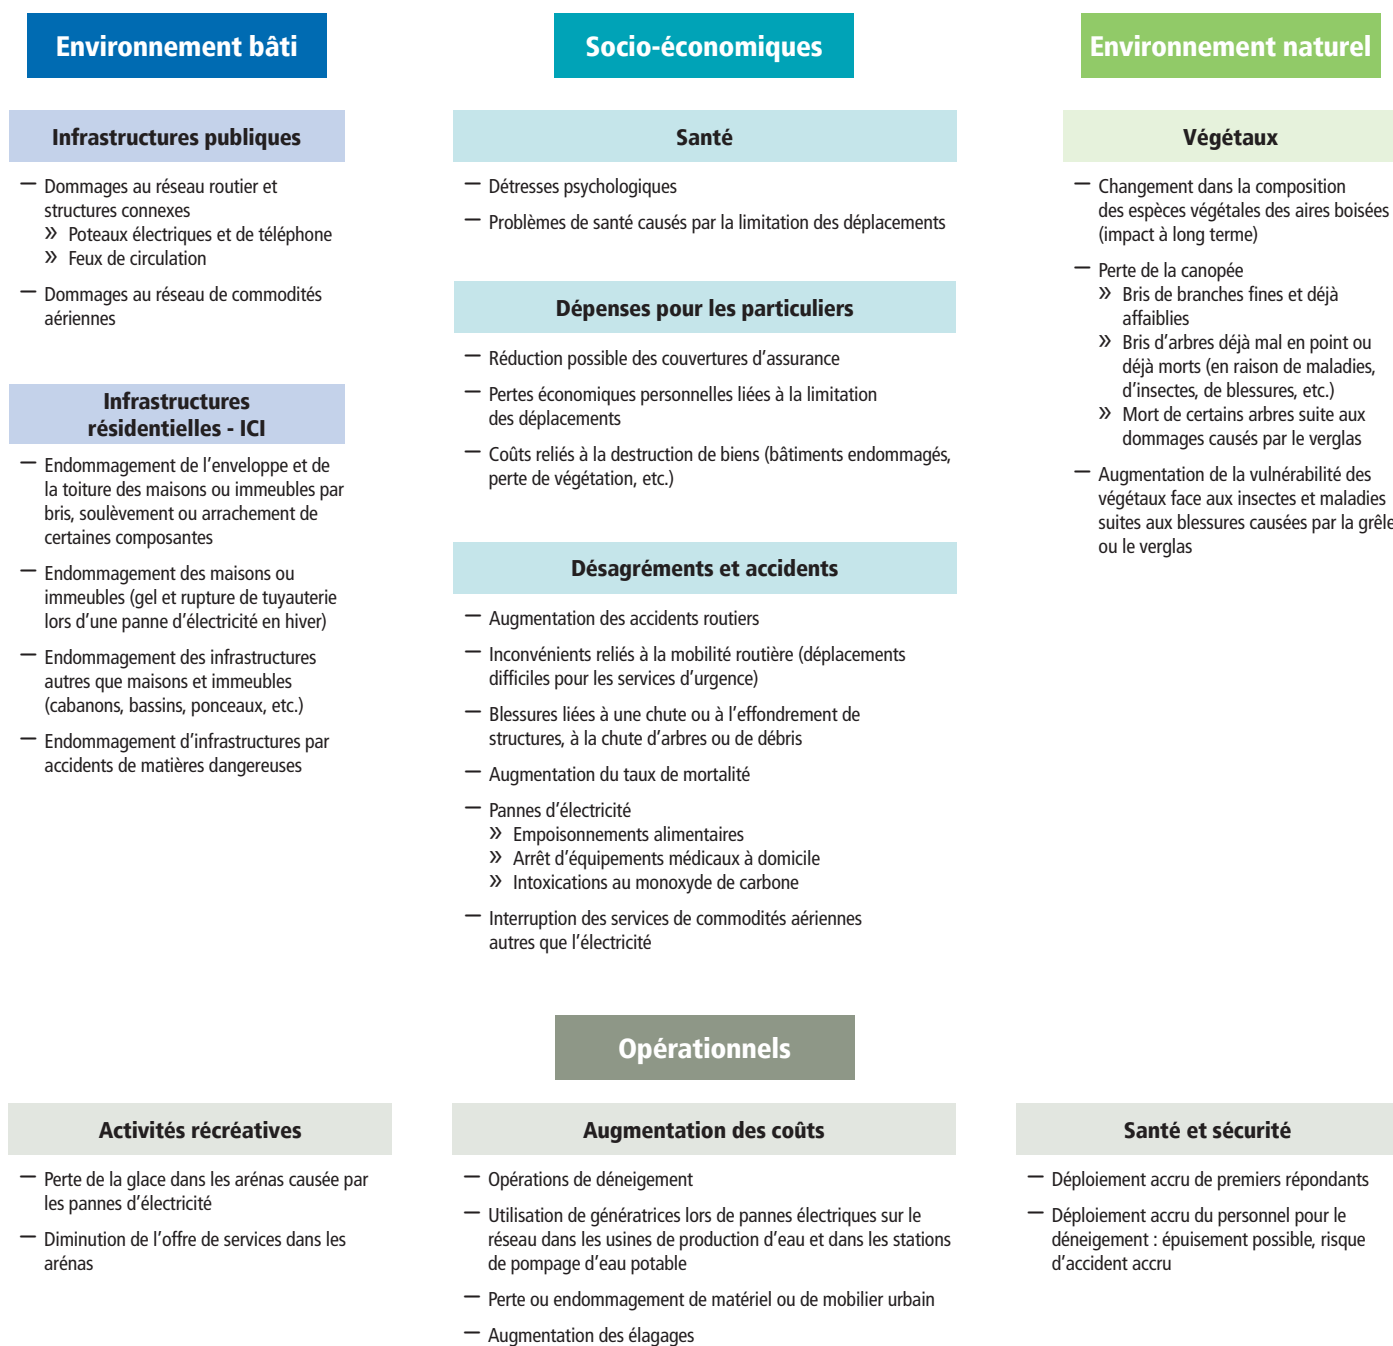 Environnement bâti
Infrastructures publiques
— Dommages au réseau routier et
structures connexes
» Poteaux électriques et de téléphone
» Feux de circulation
— Dommages au réseau de commodités
aériennes
Infrastructures
résidentielles - ICI
— Endommagement de l’enveloppe et de
la toiture des maisons ou immeubles par
bris, soulèvement ou arrachement de
certaines composantes
— Endommagement des maisons ou
immeubles (gel et rupture de tuyauterie
lors d’une panne d’électricité en hiver)
— Endommagement des infrastructures
autres que maisons et immeubles
(cabanons, bassins, ponceaux, etc.)
— Endommagement d’infrastructures par
accidents de matières dangereuses
Socio-économiques
Santé
— Détresses psychologiques
— Problèmes de santé causés par la limitation des déplacements
Dépenses pour les particuliers
— Réduction possible des couvertures d’assurance
— Pertes économiques personnelles liées à la limitation
des déplacements
— Coûts reliés à la destruction de biens (bâtiments endommagés,
perte de végétation, etc.)
Désagréments et accidents
— Augmentation des accidents routiers
— Inconvénients reliés à la mobilité routière (déplacements
difficiles pour les services d’urgence)
— Blessures liées à une chute ou à l’effondrement de
structures, à la chute d’arbres ou de débris
— Augmentation du taux de mortalité
— Pannes d’électricité
» Empoisonnements alimentaires
» Arrêt d’équipements médicaux à domicile
» Intoxications au monoxyde de carbone
— Interruption des services de commodités aériennes
autres que l’électricité
Environnement naturel
Végétaux
— Changement dans la composition
des espèces végétales des aires boisées
(impact à long terme)
— Perte de la canopée
» Bris de branches fines et déjà
affaiblies
» Bris d’arbres déjà mal en point ou
déjà morts (en raison de maladies,
d’insectes, de blessures, etc.)
» Mort de certains arbres suite aux
dommages causés par le verglas
— Augmentation de la vulnérabilité des
végétaux face aux insectes et maladies
suites aux blessures causées par la grêle
ou le verglas
Opérationnels
Activités récréatives
— Perte de la glace dans les arénas causée par
les pannes d’électricité
— Diminution de l’offre de services dans les
arénas
Augmentation des coûts
— Opérations de déneigement
— Utilisation de génératrices lors de pannes électriques sur le
réseau dans les usines de production d’eau et dans les stations
de pompage d’eau potable
— Perte ou endommagement de matériel ou de mobilier urbain
— Augmentation des élagages
Santé et sécurité
— Déploiement accru de premiers répondants
— Déploiement accru du personnel pour le
déneigement : épuisement possible, risque
d’accident accru